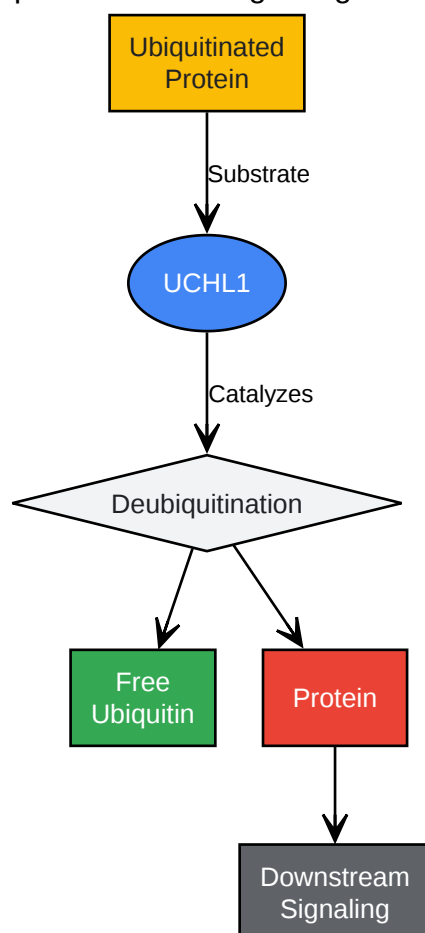 Ubiquitinated
Protein
Substrate
UCHL1
Catalyzes
Deubiquitination
Free
Ubiquitin
Protein
Downstream
Signaling